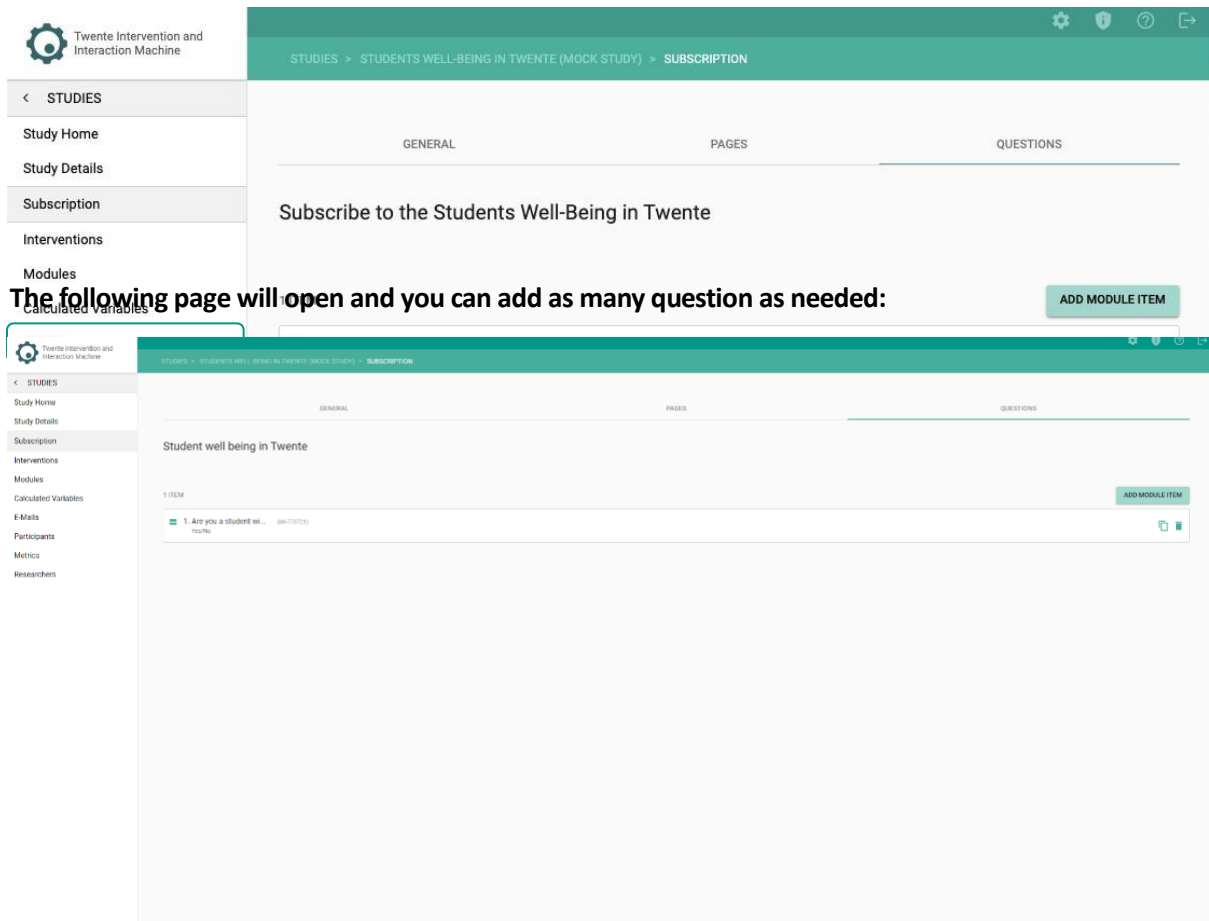 Twente Intervention and
Interaction Machine
STUDIES > STUDENTS WELL-BEING IN TWENTE (MOCK STUDY) > SUBSCRIPTION
< STUDIES
Study Home
Study Details
Subscription
Interventions
Modules
Calculated Variables
GENERAL PAGES QUESTIONS
Subscribe to the Students Well-Being in Twente
ADD MODULE ITEM
The following page will open and you can add as many question as needed:
Twente Intervention and
Interaction Machine
STUDIES > STUDENTS WELL BEING IN TWENTE (MOCK STUDY) > SUBSCRIPTION
< STUDIES
Study Home
Study Details
Subscription
Interventions
Modules
Calculated Variables
E-Mails
Participants
Metrics
Researchers
GENERAL PAGES QUESTIONS
Student well being in Twente
1 ITEM
ADD MODULE ITEM
1. Are you a student wi...
Yes/No